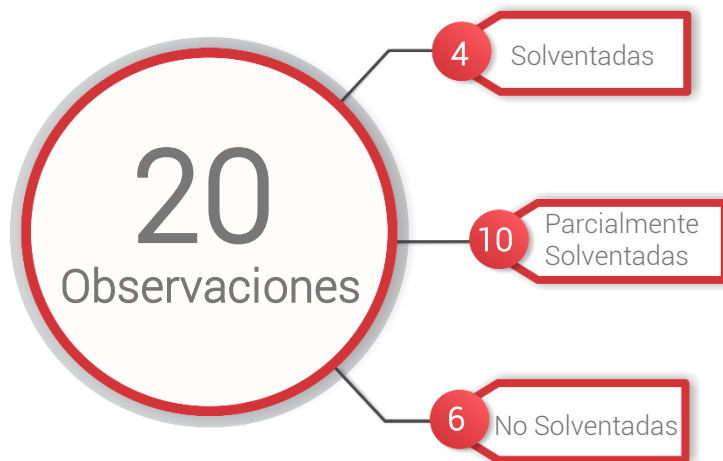 20
Observaciones
4
Solventadas
10
Parcialmente
Solventadas
6
No Solventadas